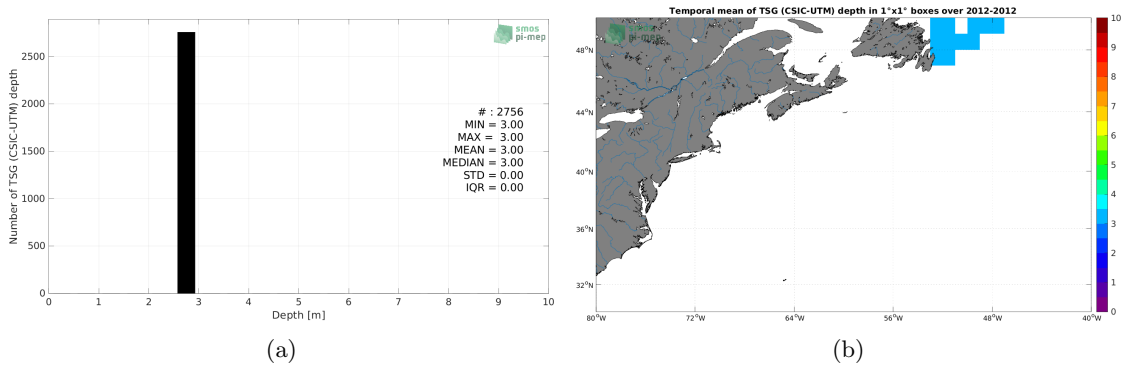 smos
pi-mep
Number of TSG (CSIC-UTM) depth
2500
2000
1500
1000
500
0
# : 2756
MIN = 3.00
MAX = 3.00
MEAN = 3.00
MEDIAN = 3.00
STD = 0.00
IQR = 0.00
0 1 2 3 4 5 6 7 8 9 10
Depth [m]
(a)
Temporal mean of TSG (CSIC-UTM) depth in 1°x1° boxes over 2012-2012
smos
pi-mep
48°N
44°N
40°N
36°N
32°N
80°W 72°W 64°W 56°W 48°W 40°W
10
9
8
7
6
5
4
3
2
1
0
(b)